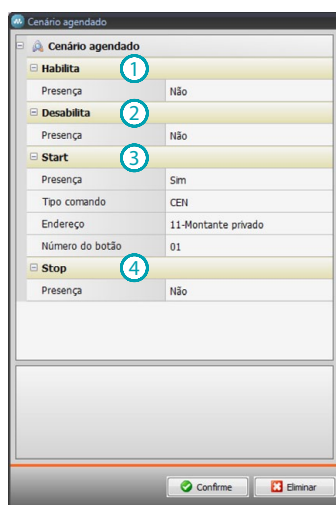 Cenário agendado
Cenário agendado
Habilita 1
Presença Não
Desabilita 2
Presença Não
Start 3
Presença Sim
Tipo comando CEN
Endereço 11-Montante privado
Número do botão 01
Stop 4
Presença Não
Confirme Eliminar